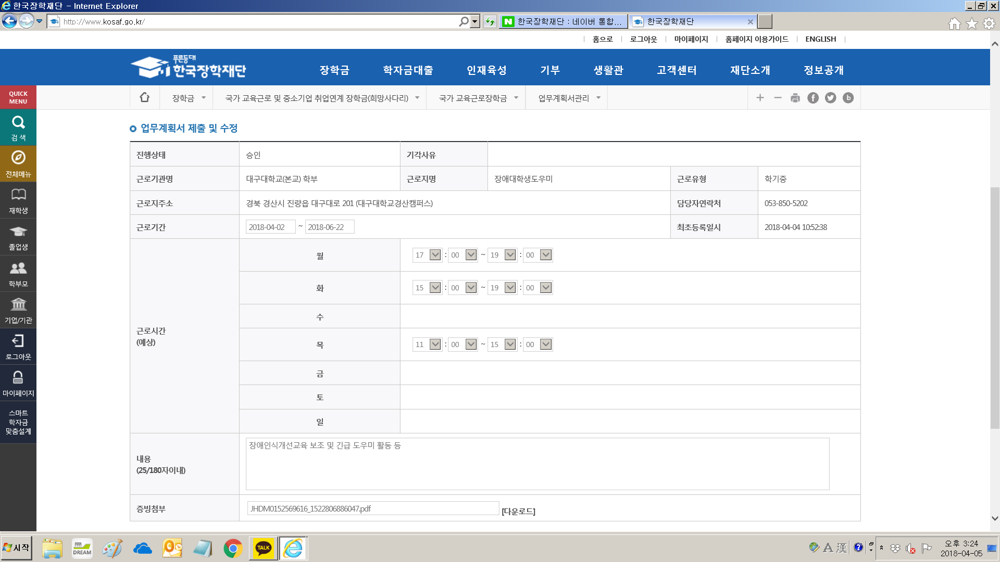 한국장학재단 - Internet Explorer
http://www.kosaf.go.kr/
한국장학재단 : 네이버 통합...
한국장학재단
홈으로 로그아웃 마이페이지 홈페이지 이용가이드 ENGLISH
푸른등대
한국장학재단
장학금 학자금대출 인재육성 기부 생활관 고객센터 재단소개 정보공개
QUICK
MENU
장학금 국가 교육근로 및 중소기업 취업연계 장학금(희망사다리) 국가 교육근로장학금 업무계획서관리
검 색
전체메뉴
재학생
졸업생
학부모
기업/기관
로그아웃
마이페이지
스마트
학자금
맞춤설계
업무계획서 제출 및 수정
진행상태 승인 기각사유
근로기관명 대구대학교(본교) 학부 근로지명 장애대학생도우미 근로유형 학기중
근로지주소 경북 경산시 진량읍 대구대로 201 (대구대학교경산캠퍼스) 담당자연락처 053-850-5202
근로기간 2018-04-02 ~ 2018-06-22 최초등록일시 2018-04-04 10:52:38
근로시간
(예상)
월 17 : 00 ~ 19 : 00
화 15 : 00 ~ 19 : 00
수
목 11 : 00 ~ 15 : 00
금
토
일
내용
(25/180자이내)
장애인식개선교육 보조 및 긴급 도우미 활동 등
증빙첨부 JHDM0152569616_1522806886047.pdf [다운로드]
시작
DREAM
TALK
A 漢
오후 3:24
2018-04-05